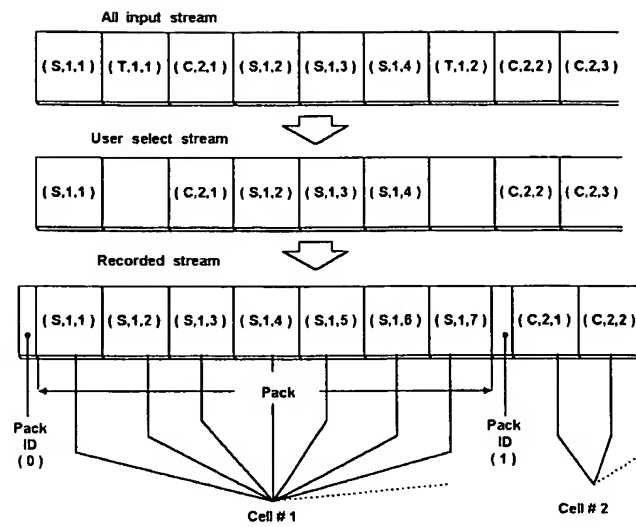 All input stream
(S,1,1) (T,1,1) (C,2,1) (S,1,2) (S,1,3) (S,1,4) (T,1,2) (C,2,2) (C,2,3)
User select stream
(S,1,1) (C,2,1) (S,1,2) (S,1,3) (S,1,4) (C,2,2) (C,2,3)
Recorded stream
(S,1,1) (S,1,2) (S,1,3) (S,1,4) (S,1,5) (S,1,6) (S,1,7) (C,2,1) (C,2,2)
Pack
Pack
ID
(0)
Pack
ID
(1)
Cell # 1
Cell # 2